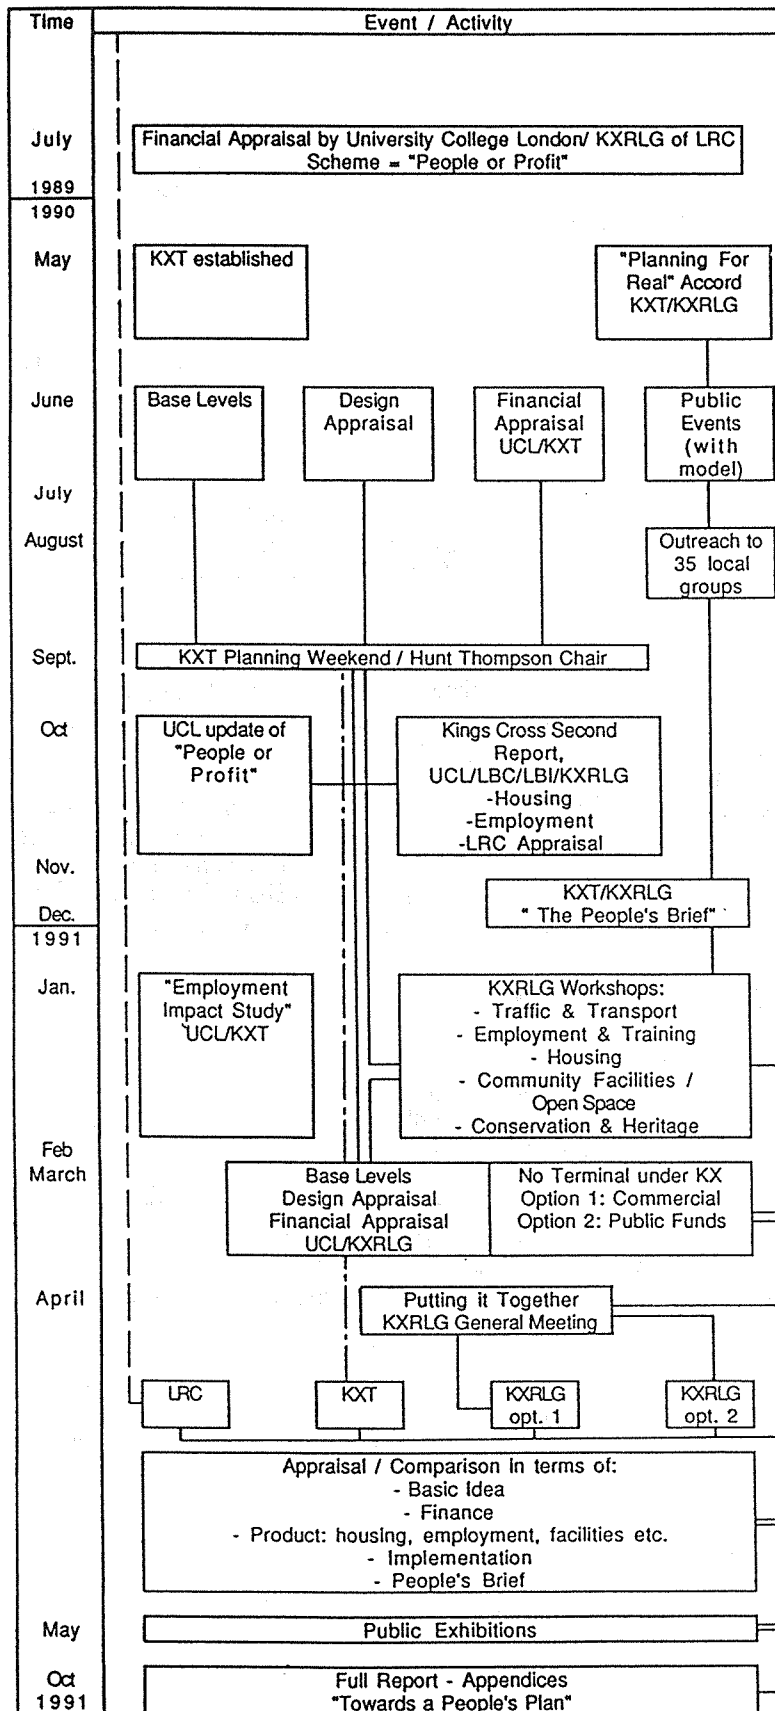 Time
Event / Activity
July
Financial Appraisal by University College London/ KXRLG of LRC
Scheme = "People or Profit"
1989
1990
May
KXT established
"Planning For
Real" Accord
KXT/KXRLG
June
Base Levels
Design
Appraisal
Financial
Appraisal
UCL/KXT
Public
Events
(with
model)
July
August
Outreach to
35 local
groups
Sept.
KXT Planning Weekend / Hunt Thompson Chair
Oct
UCL update of
"People or
Profit"
Kings Cross Second
Report,
UCL/LBC/LBI/KXRLG
-Housing
-Employment
-LRC Appraisal
Nov.
KXT/KXRLG
" The People's Brief"
Dec.
1991
Jan.
"Employment
Impact Study"
UCL/KXT
KXRLG Workshops:
- Traffic & Transport
- Employment & Training
- Housing
- Community Facilities /
Open Space
- Conservation & Heritage
Feb
March
Base Levels
Design Appraisal
Financial Appraisal
UCL/KXRLG
No Terminal under KX
Option 1: Commercial
Option 2: Public Funds
April
Putting it Together
KXRLG General Meeting
LRC
KXT
KXRLG
opt. 1
KXRLG
opt. 2
Appraisal / Comparison in terms of:
- Basic Idea
- Finance
- Product: housing, employment, facilities etc.
- Implementation
- People's Brief
May
Public Exhibitions
Oct
1991
Full Report - Appendices
"Towards a People's Plan"